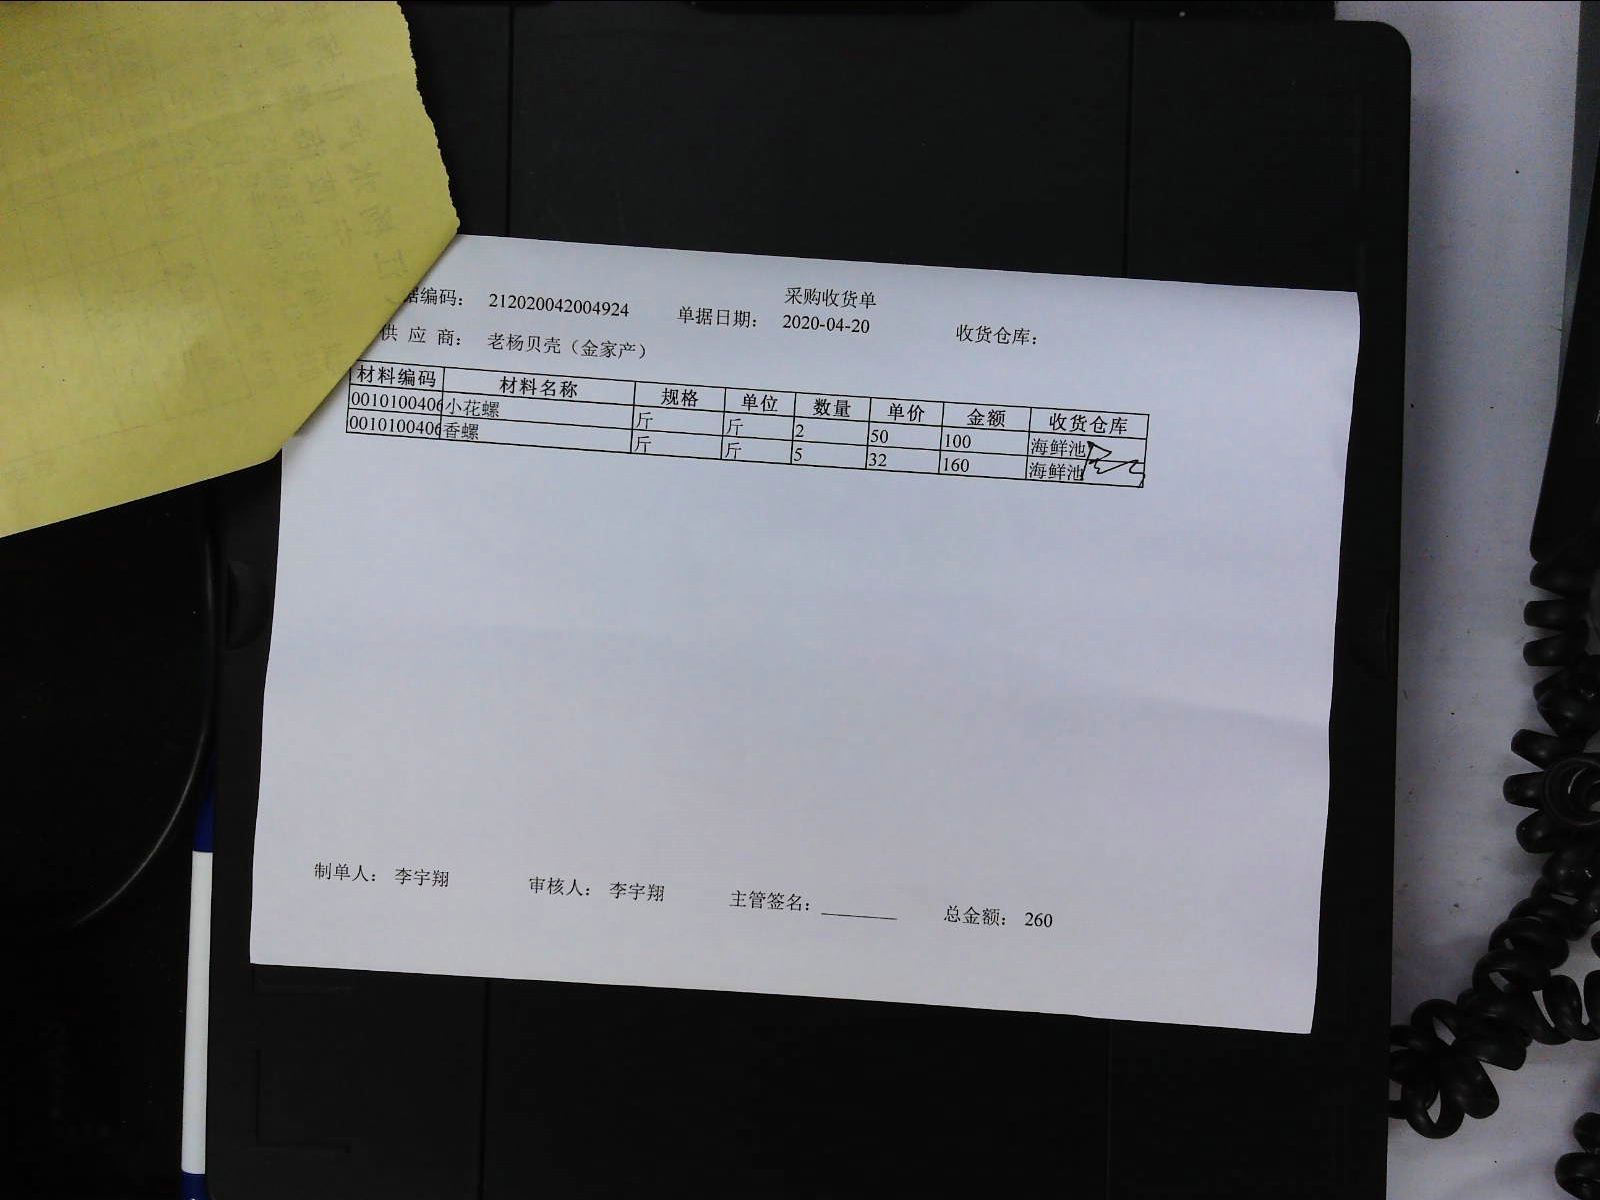 采购收货单
据编码： 212020042004924 单据日期： 2020-04-20 收货仓库：
供 应 商： 老杨贝壳（金家产）
材料编码 材料名称 规格 单位 数量 单价 金额 收货仓库
0010100406 小花螺 斤 斤 2 50 100 海鲜池
0010100406 香螺 斤 斤 5 32 160 海鲜池
制单人： 李宇翔 审核人： 李宇翔 主管签名： 总金额： 260